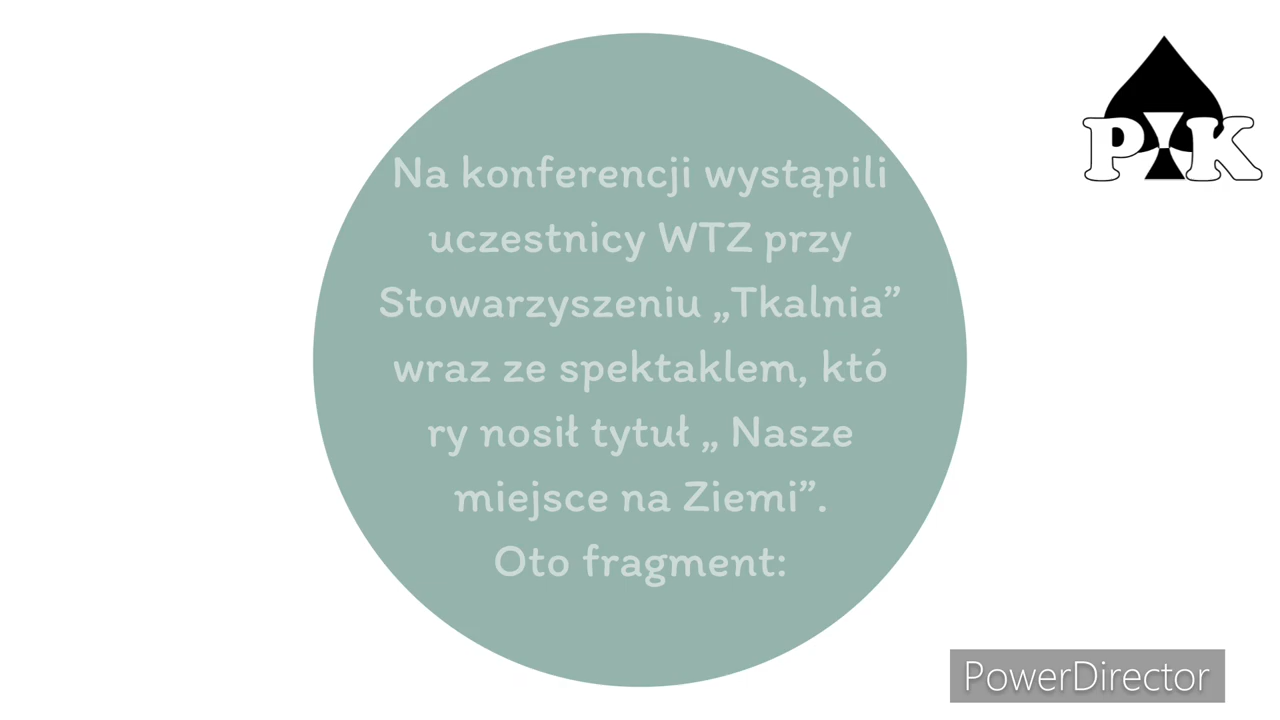 Na konferencji wystąpili
uczestnicy WTZ przy
Stowarzyszeniu „Tkalnia”
wraz ze spektaklem, któ
ry nosił tytuł „ Nasze
miejsce na Ziemi”.
Oto fragment:
PIK
PowerDirector